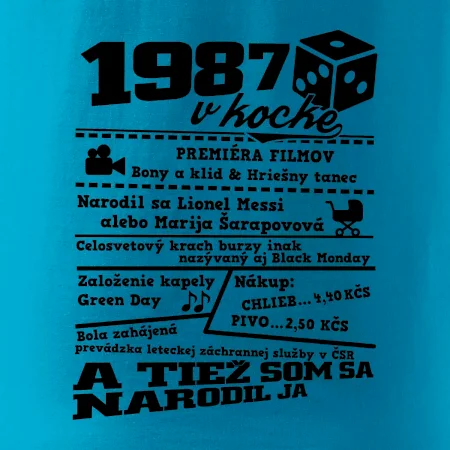 1987
v kocke
PREMIÉRA FILMOV
Bony a klid & Hriešny tanec
Narodil sa Lionel Messi
alebo Marija Šarapovová
Celosvetový krach burzy inak
nazývaný aj Black Monday
Založenie kapely
Green Day
Nákup:
CHLIEB...4,40 KČS
PIVO...2,50 KČS
Bola zahájená
prevádzka leteckej záchrannej služby v ČSR
A TIEŽ SOM SA
NARODIL JA